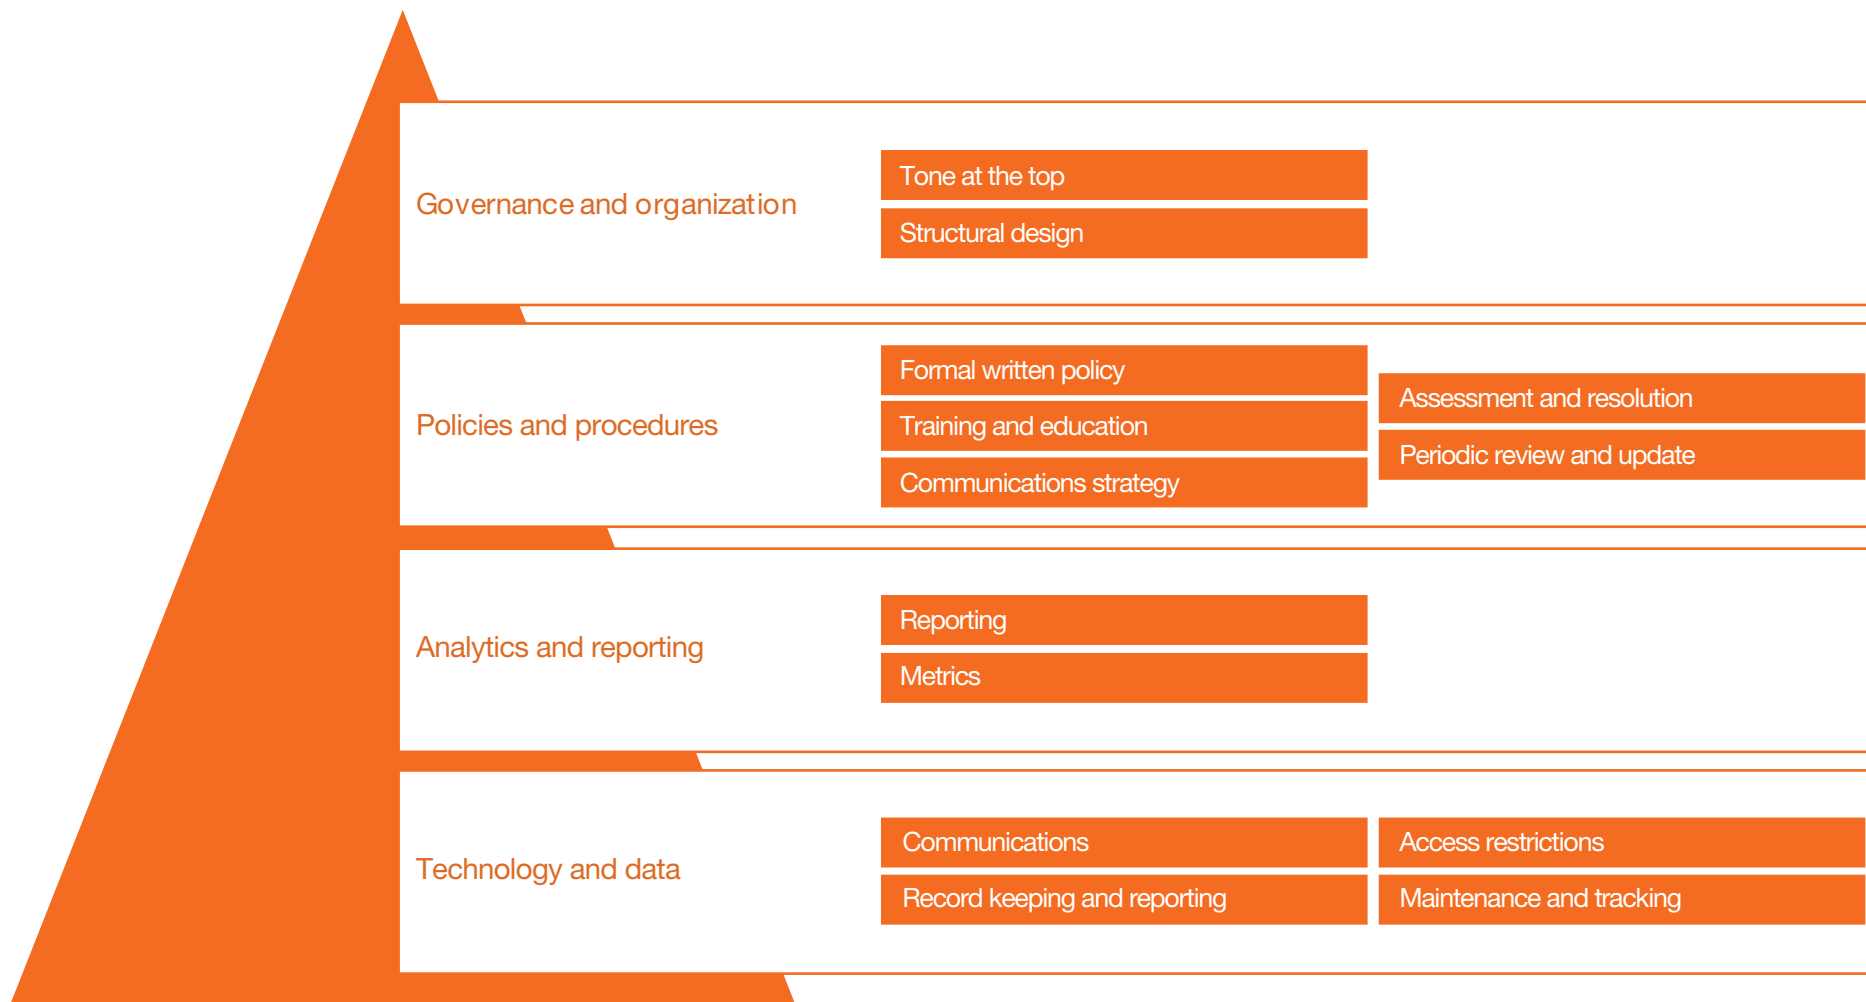 Governance and organization
Tone at the top
Structural design
Policies and procedures
Formal written policy
Training and education
Communications strategy
Assessment and resolution
Periodic review and update
Analytics and reporting
Reporting
Metrics
Technology and data
Communications
Record keeping and reporting
Access restrictions
Maintenance and tracking